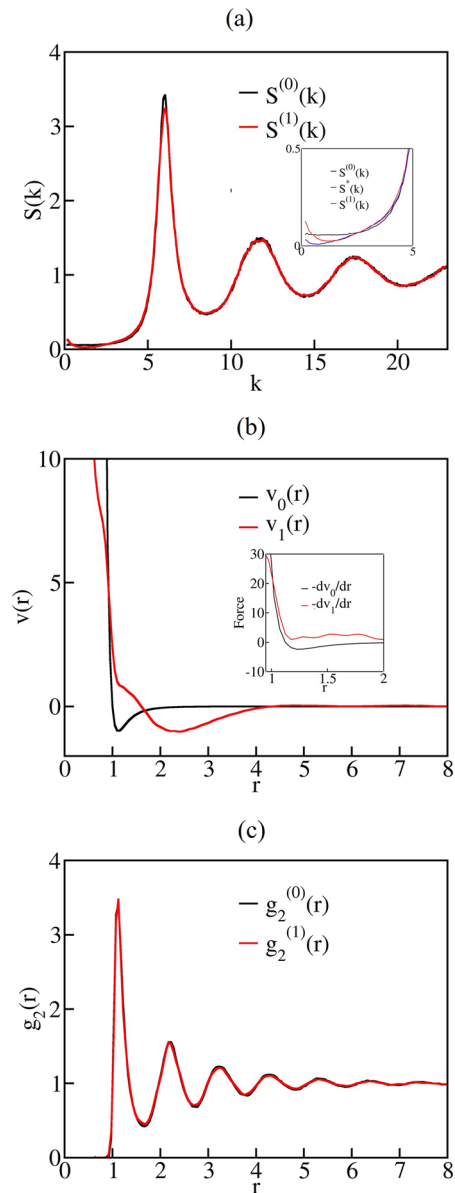 (a)
4
3
2
1
0
S(k)
S^(0)(k)
S^(1)(k)
0.5
0
5
S^(0)(k)
S^*(k)
S^(1)(k)
0 5 10 15 20
k
(b)
10
5
0
v(r)
v_0(r)
v_1(r)
30
20
10
0
-10
Force
-dv_0/dr
-dv_1/dr
1 1.5 2
r
0 1 2 3 4 5 6 7 8
r
(c)
4
3
2
1
0
g_2(r)
g_2^(0)(r)
g_2^(1)(r)
0 1 2 3 4 5 6 7 8
r